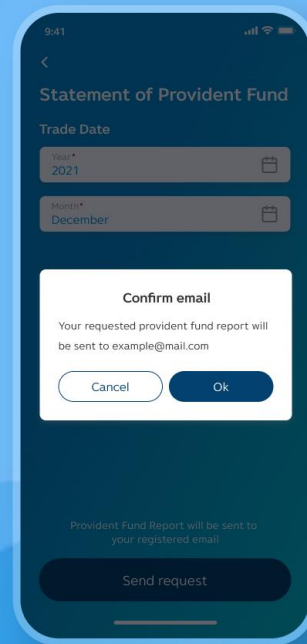 9:41
Statement of Provident Fund
Trade Date
Year*
2021
Month*
December
Confirm email
Your requested provident fund report will
be sent to example@mail.com
Cancel
Ok
Provident Fund Report will be sent to
your registered email
Send request